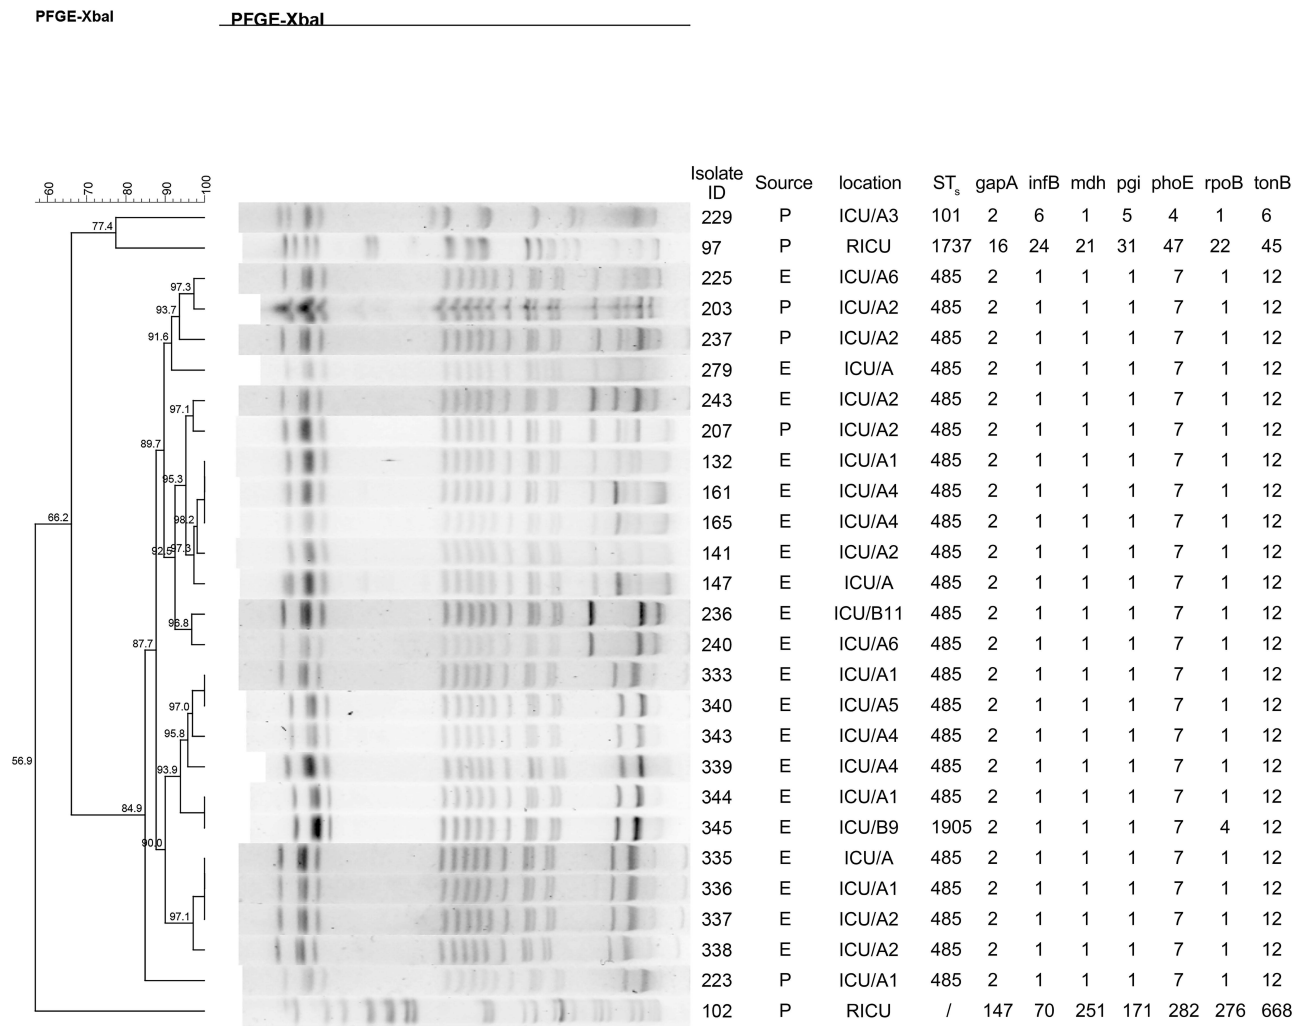 PFGE-XbaI PFGE-XbaI
60 70 80 90 100
Isolate ID Source location STs gapA infB mdh pgi phoE rpoB tonB
77.4 229 P ICU/A3 101 2 6 1 5 4 1 6
97 P RICU 1737 16 24 21 31 47 22 45
97.3 225 E ICU/A6 485 2 1 1 1 7 1 12
93.7 203 P ICU/A2 485 2 1 1 1 7 1 12
91.6 237 P ICU/A2 485 2 1 1 1 7 1 12
279 E ICU/A 485 2 1 1 1 7 1 12
97.1 243 E ICU/A2 485 2 1 1 1 7 1 12
89.7 207 P ICU/A2 485 2 1 1 1 7 1 12
132 E ICU/A1 485 2 1 1 1 7 1 12
95.3 161 E ICU/A4 485 2 1 1 1 7 1 12
66.2 98.2 165 E ICU/A4 485 2 1 1 1 7 1 12
92.5 97.3 141 E ICU/A2 485 2 1 1 1 7 1 12
147 E ICU/A 485 2 1 1 1 7 1 12
96.8 236 E ICU/B11 485 2 1 1 1 7 1 12
87.7 240 E ICU/A6 485 2 1 1 1 7 1 12
333 E ICU/A1 485 2 1 1 1 7 1 12
97.0 340 E ICU/A5 485 2 1 1 1 7 1 12
95.8 343 E ICU/A4 485 2 1 1 1 7 1 12
56.9 93.9 339 E ICU/A4 485 2 1 1 1 7 1 12
84.9 344 E ICU/A1 485 2 1 1 1 7 1 12
345 E ICU/B9 1905 2 1 1 1 7 4 12
90.0 335 E ICU/A 485 2 1 1 1 7 1 12
336 E ICU/A1 485 2 1 1 1 7 1 12
97.1 337 E ICU/A2 485 2 1 1 1 7 1 12
338 E ICU/A2 485 2 1 1 1 7 1 12
223 P ICU/A1 485 2 1 1 1 7 1 12
102 P RICU / 147 70 251 171 282 276 668